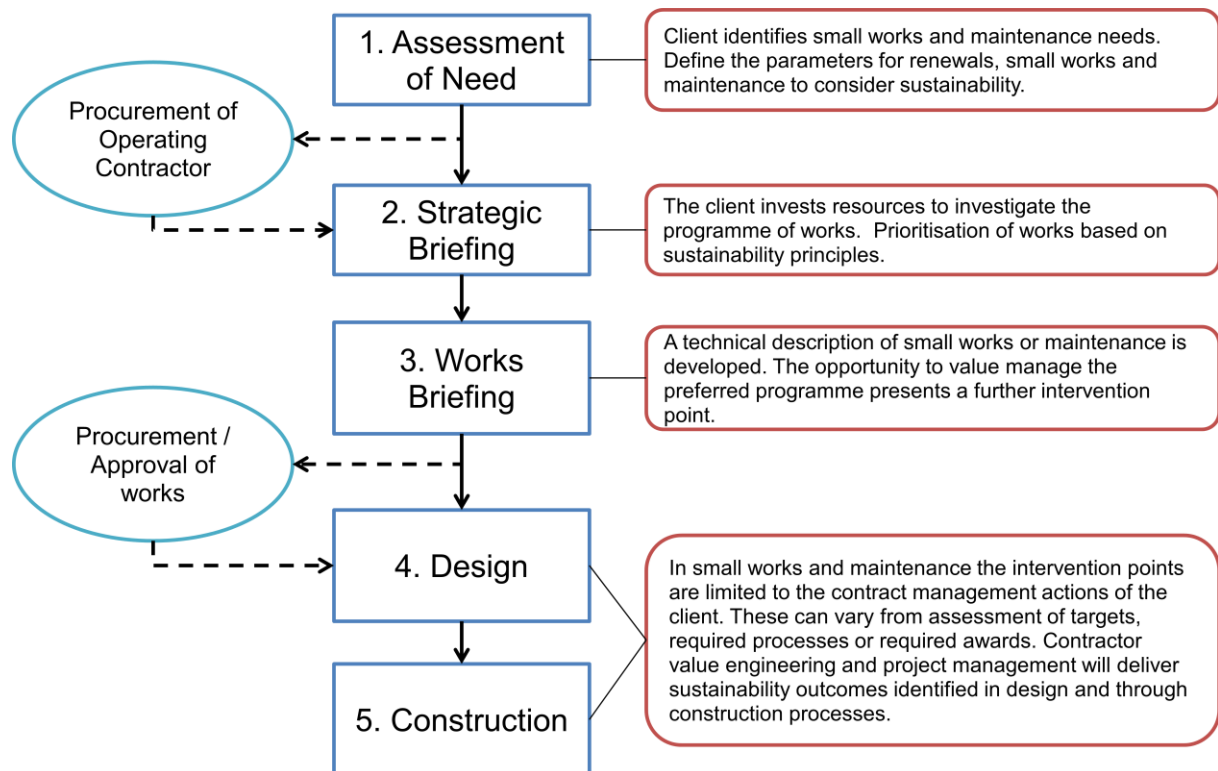 1. Assessment
of Need
Client identifies small works and maintenance needs.
Define the parameters for renewals, small works and
maintenance to consider sustainability.
Procurement of
Operating
Contractor
2. Strategic
Briefing
The client invests resources to investigate the
programme of works.  Prioritisation of works based on
sustainability principles.
3. Works
Briefing
A technical description of small works or maintenance is
developed. The opportunity to value manage the
preferred programme presents a further intervention
point.
Procurement /
Approval of
works
4. Design
In small works and maintenance the intervention points
are limited to the contract management actions of the
client. These can vary from assessment of targets,
required processes or required awards. Contractor
value engineering and project management will deliver
sustainability outcomes identified in design and through
construction processes.
5. Construction